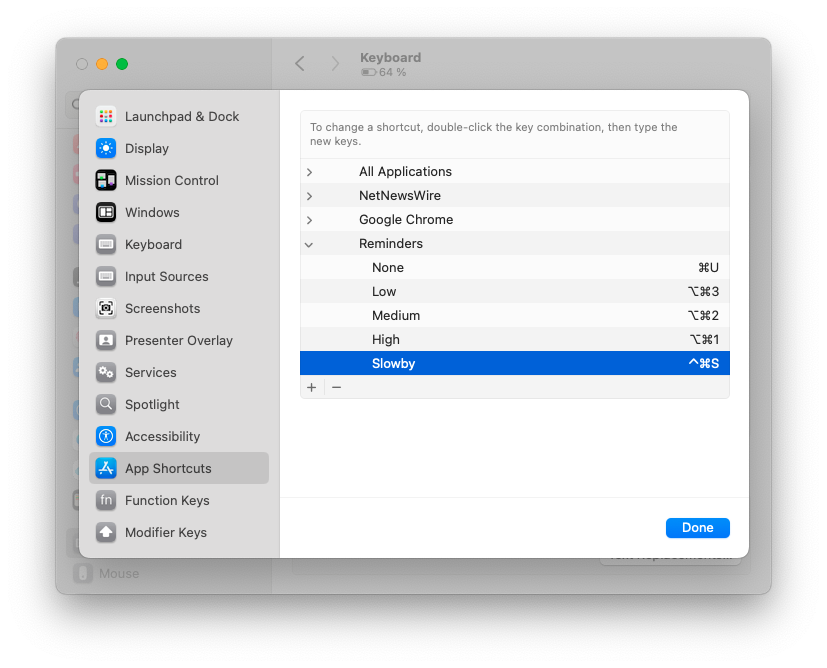 Keyboard
64 %
Launchpad & Dock
Display
Mission Control
Windows
Keyboard
Input Sources
Screenshots
Presenter Overlay
Services
Spotlight
Accessibility
App Shortcuts
fn Function Keys
Modifier Keys
Mouse
To change a shortcut, double-click the key combination, then type the
new keys.
All Applications
NetNewsWire
Google Chrome
Reminders
None ⌘U
Low ⌥⌘3
Medium ⌥⌘2
High ⌥⌘1
Slowby ^⌘S
+ −
Done